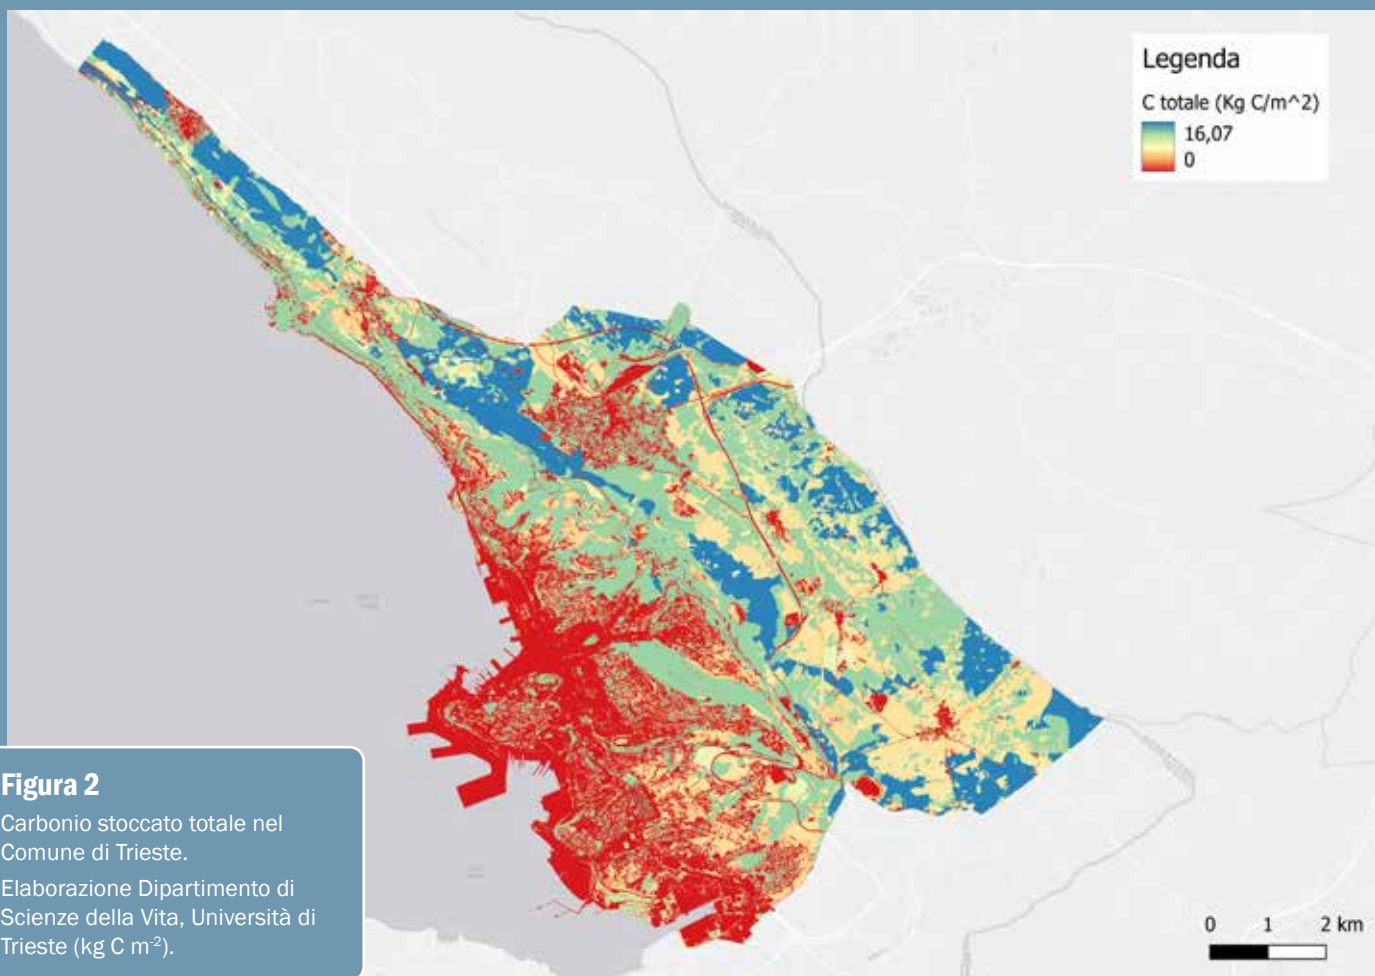 Legenda
C totale (Kg C/m^2)
16,07
0
Figura 2
Carbonio stoccato totale nel
Comune di Trieste.
Elaborazione Dipartimento di
Scienze della Vita, Università di
Trieste (kg C m⁻²).
0 1 2 km